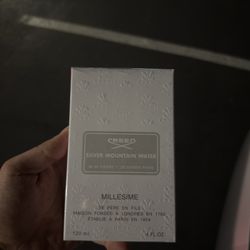 CREED
SILVER MOUNTAIN WATER
MILLESIME
DE PERE EN FILS
MAISON FONDEE A LONDRES EN 1760
ETABLIE A PARIS EN 1854
120 ml
4 FL.OZ